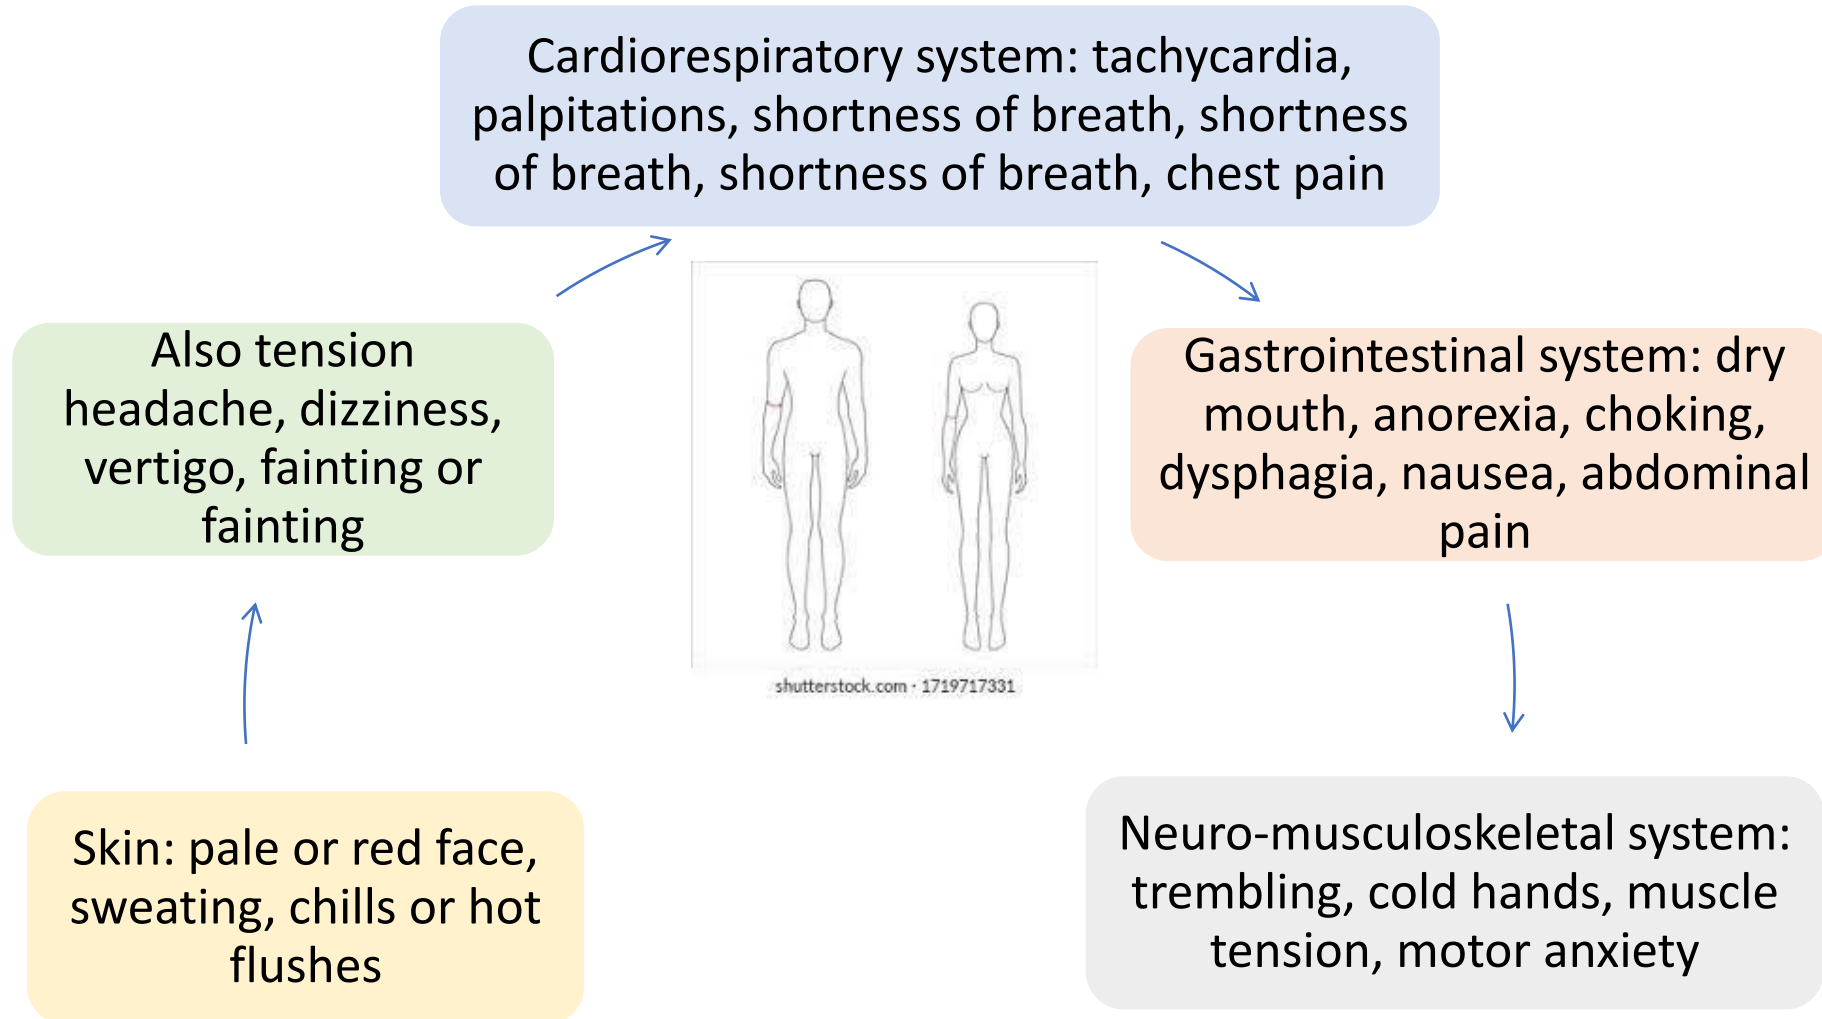 Cardiorespiratory system: tachycardia,
palpitations, shortness of breath, shortness
of breath, shortness of breath, chest pain
Also tension
headache, dizziness,
vertigo, fainting or
fainting
Gastrointestinal system: dry
mouth, anorexia, choking,
dysphagia, nausea, abdominal
pain
shutterstock.com · 1719717331
Skin: pale or red face,
sweating, chills or hot
flushes
Neuro-musculoskeletal system:
trembling, cold hands, muscle
tension, motor anxiety